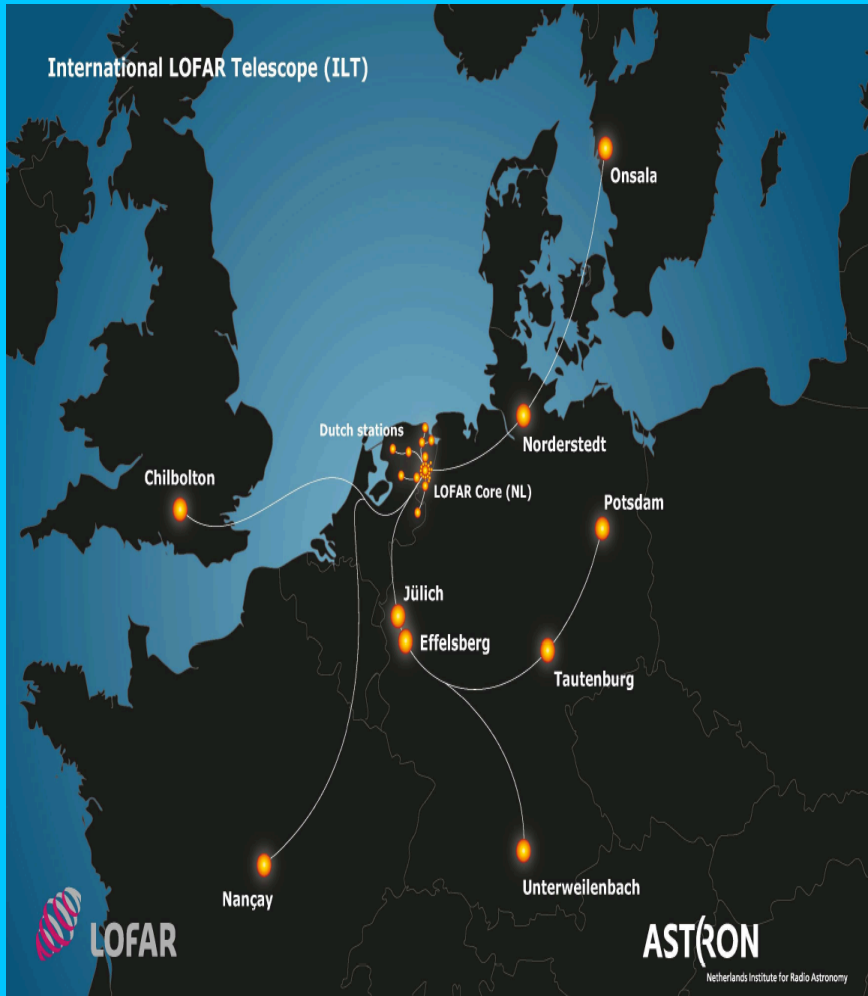 International LOFAR Telescope (ILT)
Onsala
Dutch stations
Norderstedt
Chilbolton
LOFAR Core (NL)
Potsdam
Jülich
Effelsberg
Tautenburg
Unterweilenbach
Nançay
LOFAR
ASTRON
Netherlands Institute for Radio Astronomy